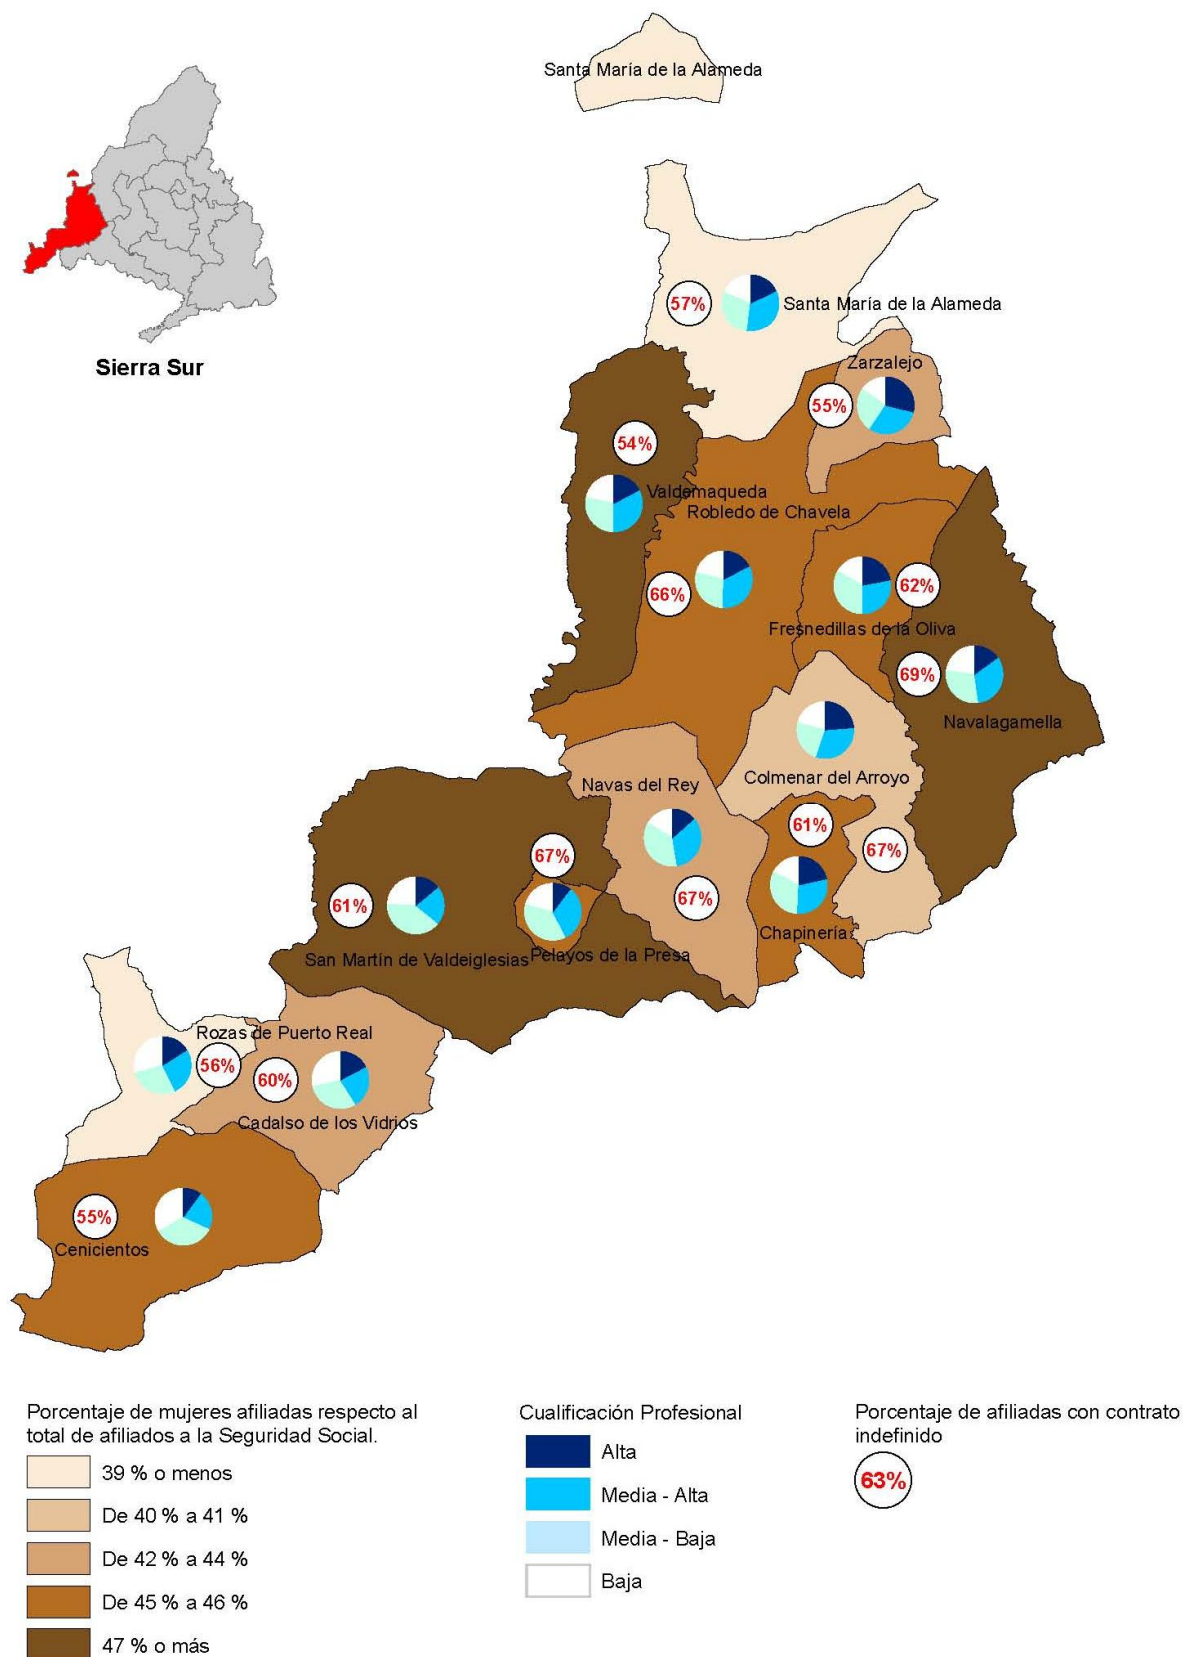 Santa María de la Alameda
Sierra Sur
57%
Santa María de la Alameda
Zarzalejo
55%
54%
Valdemaqueda
Robledo de Chavela
66%
62%
Fresnedillas de la Oliva
69%
Navalagamella
Colmenar del Arroyo
Navas del Rey
61%
67%
67%
67%
61%
Chapinería
San Martín de Valdeiglesias
Pelayos de la Presa
Rozas de Puerto Real
56%
60%
Cadalso de los Vidrios
55%
Cenicientos
Porcentaje de mujeres afiliadas respecto al
total de afiliados a la Seguridad Social.
39 % o menos
De 40 % a 41 %
De 42 % a 44 %
De 45 % a 46 %
47 % o más
Cualificación Profesional
Alta
Media - Alta
Media - Baja
Baja
Porcentaje de afiliadas con contrato
indefinido
63%